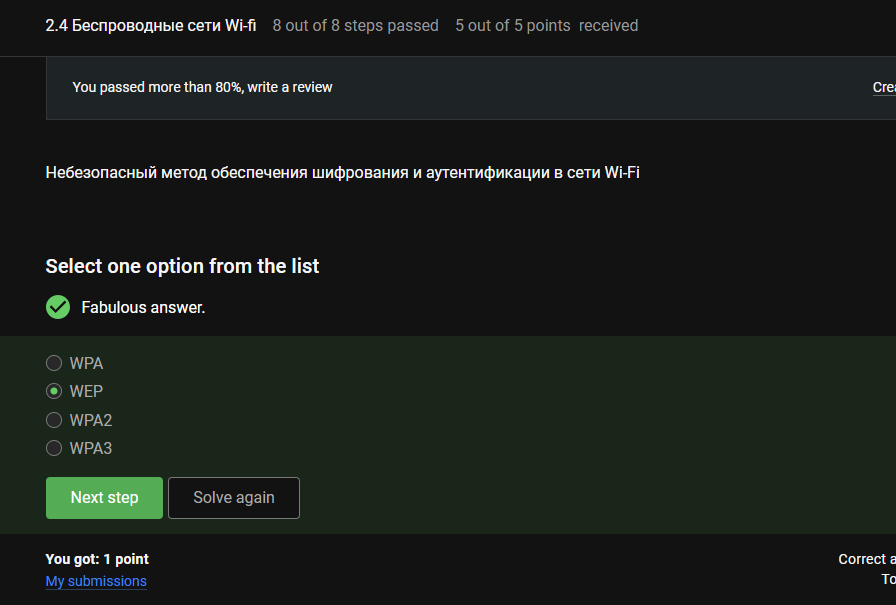 2.4 Беспроводные сети Wi-fi 8 out of 8 steps passed 5 out of 5 points received
You passed more than 80%, write a review
Небезопасный метод обеспечения шифрования и аутентификации в сети Wi-Fi
Select one option from the list
Fabulous answer.
WPA
WEP
WPA2
WPA3
Next step Solve again
You got: 1 point
Correct
My submissions